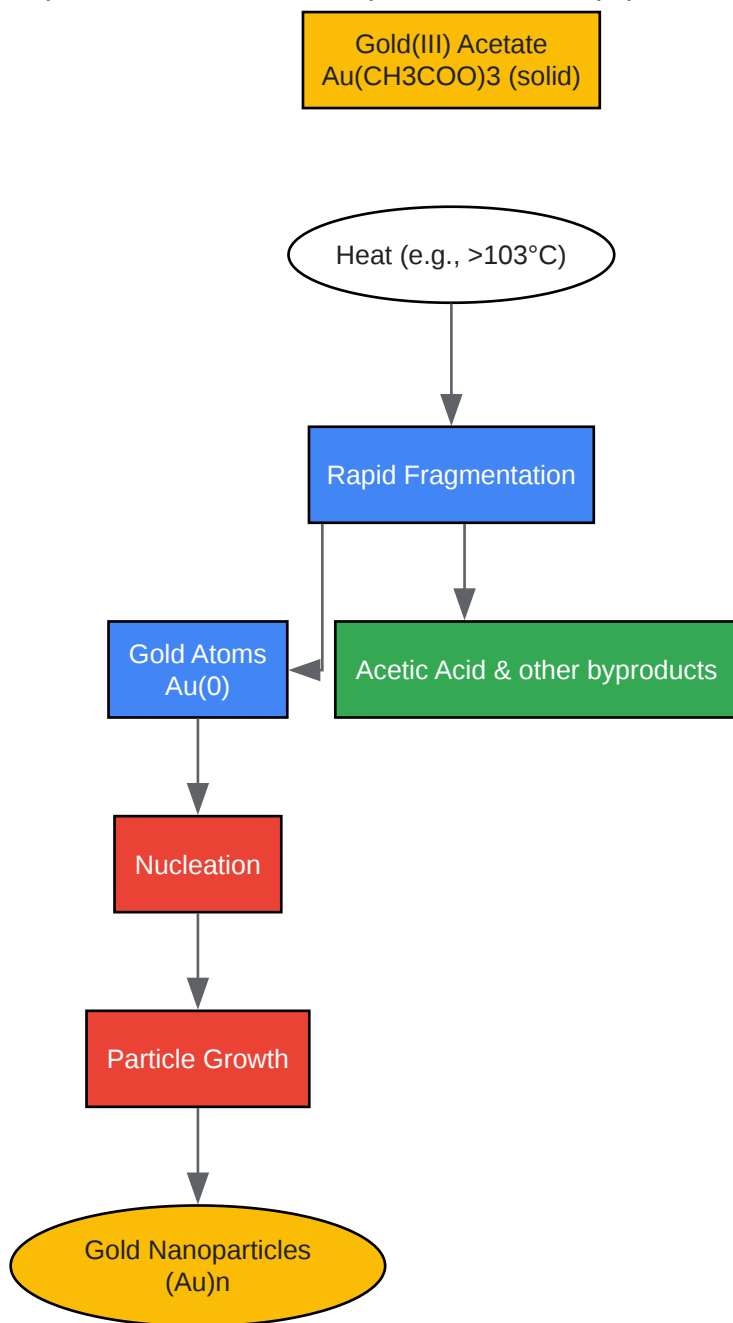 Gold(III) Acetate
Au(CH3COO)3 (solid)
Heat (e.g., >103°C)
Rapid Fragmentation
Gold Atoms
Au(0)
Acetic Acid & other byproducts
Nucleation
Particle Growth
Gold Nanoparticles
(Au)n